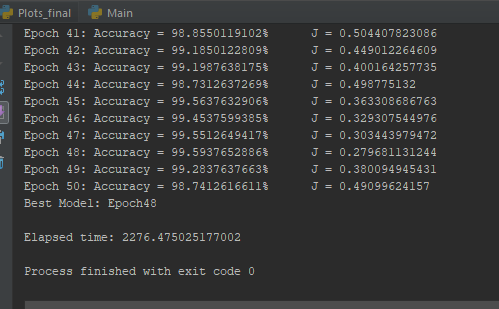 Plots_final Main
Epoch 41: Accuracy = 98.8550119102% J = 0.504407823086
Epoch 42: Accuracy = 99.1850122809% J = 0.449012264609
Epoch 43: Accuracy = 99.1987638175% J = 0.400164257735
Epoch 44: Accuracy = 98.7312637269% J = 0.498775132
Epoch 45: Accuracy = 99.5637632906% J = 0.363308686763
Epoch 46: Accuracy = 99.4537599385% J = 0.329307544976
Epoch 47: Accuracy = 99.5512649417% J = 0.303443979472
Epoch 48: Accuracy = 99.5937652886% J = 0.279681131244
Epoch 49: Accuracy = 99.2837637663% J = 0.380094945431
Epoch 50: Accuracy = 98.7412616611% J = 0.49099624157
Best Model: Epoch48
Elapsed time: 2276.475025177002
Process finished with exit code 0